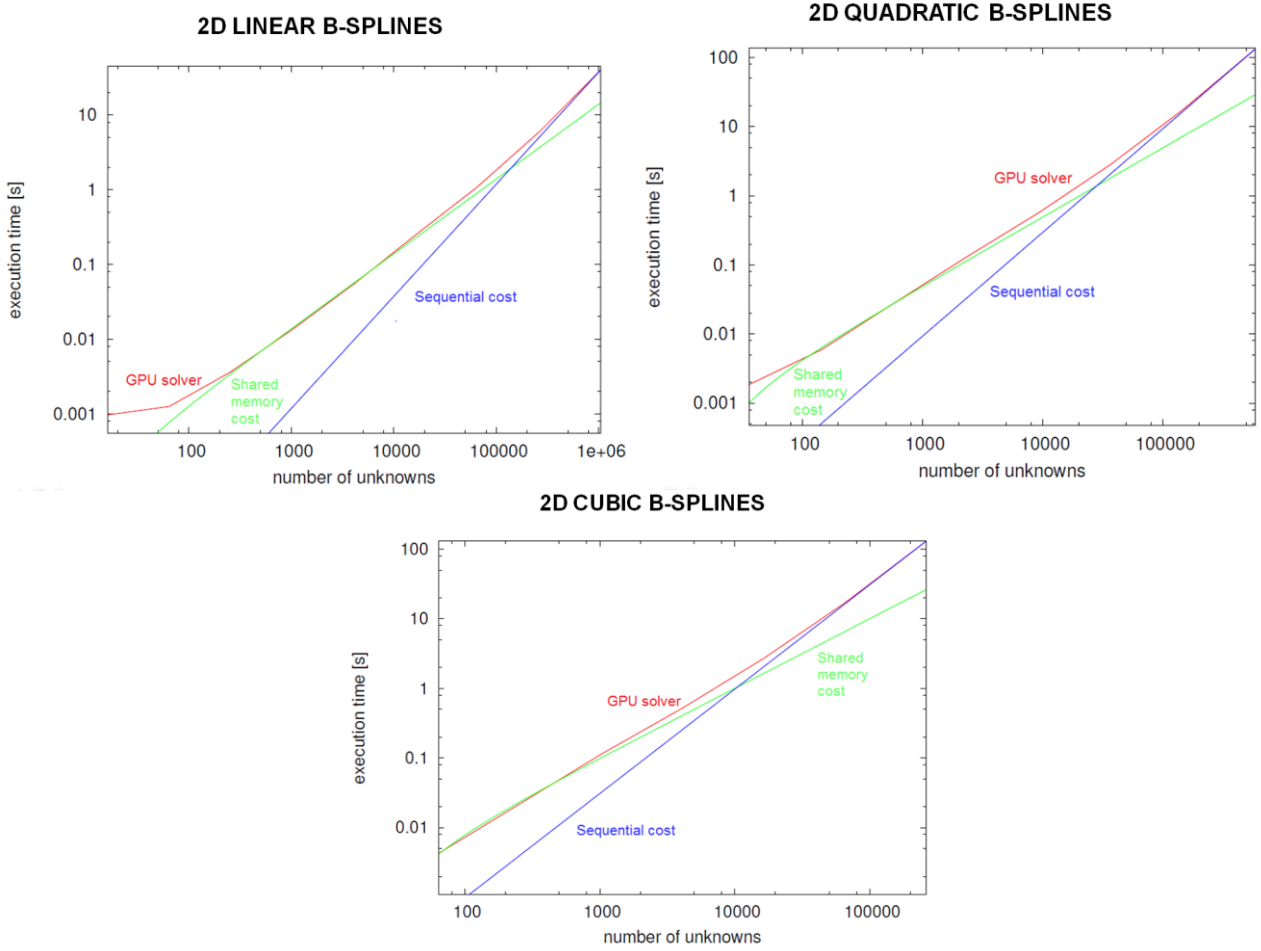 2D LINEAR B-SPLINES
execution time [s]
10
1
0.1
0.01
0.001
GPU solver
Shared
memory
cost
Sequential cost
100
1000
10000
100000
1e+06
number of unknowns
2D QUADRATIC B-SPLINES
execution time [s]
100
10
1
0.1
0.01
0.001
GPU solver
Sequential cost
Shared
memory
cost
100
1000
10000
100000
number of unknowns
2D CUBIC B-SPLINES
execution time [s]
100
10
1
0.1
0.01
Shared
memory
cost
GPU solver
Sequential cost
100
1000
10000
100000
number of unknowns